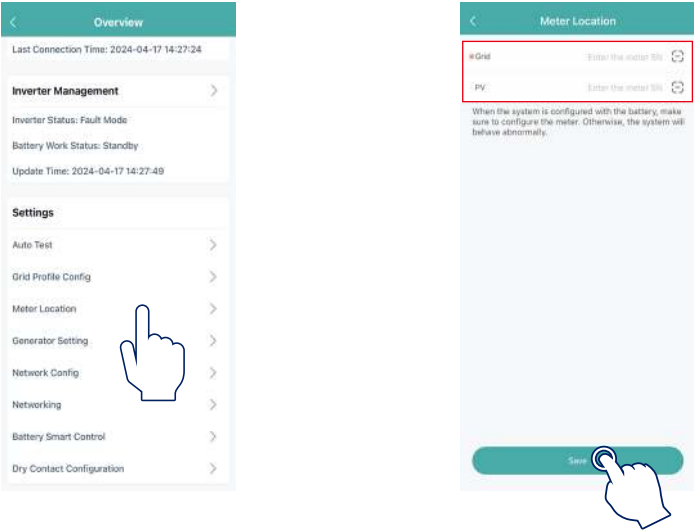 Overview
Last Connection Time: 2024-04-17 14:27:24
Inverter Management
Inverter Status: Fault Mode
Battery Work Status: Standby
Update Time: 2024-04-17 14:27:49
Settings
Auto Test
Grid Profile Config
Meter Location
Generator Setting
Network Config
Networking
Battery Smart Control
Dry Contact Configuration
Meter Location
*Grid Enter the meter SN
PV Enter the meter SN
When the system is configured with the battery, make
sure to configure the meter. Otherwise, the system will
behave abnormally.
Save